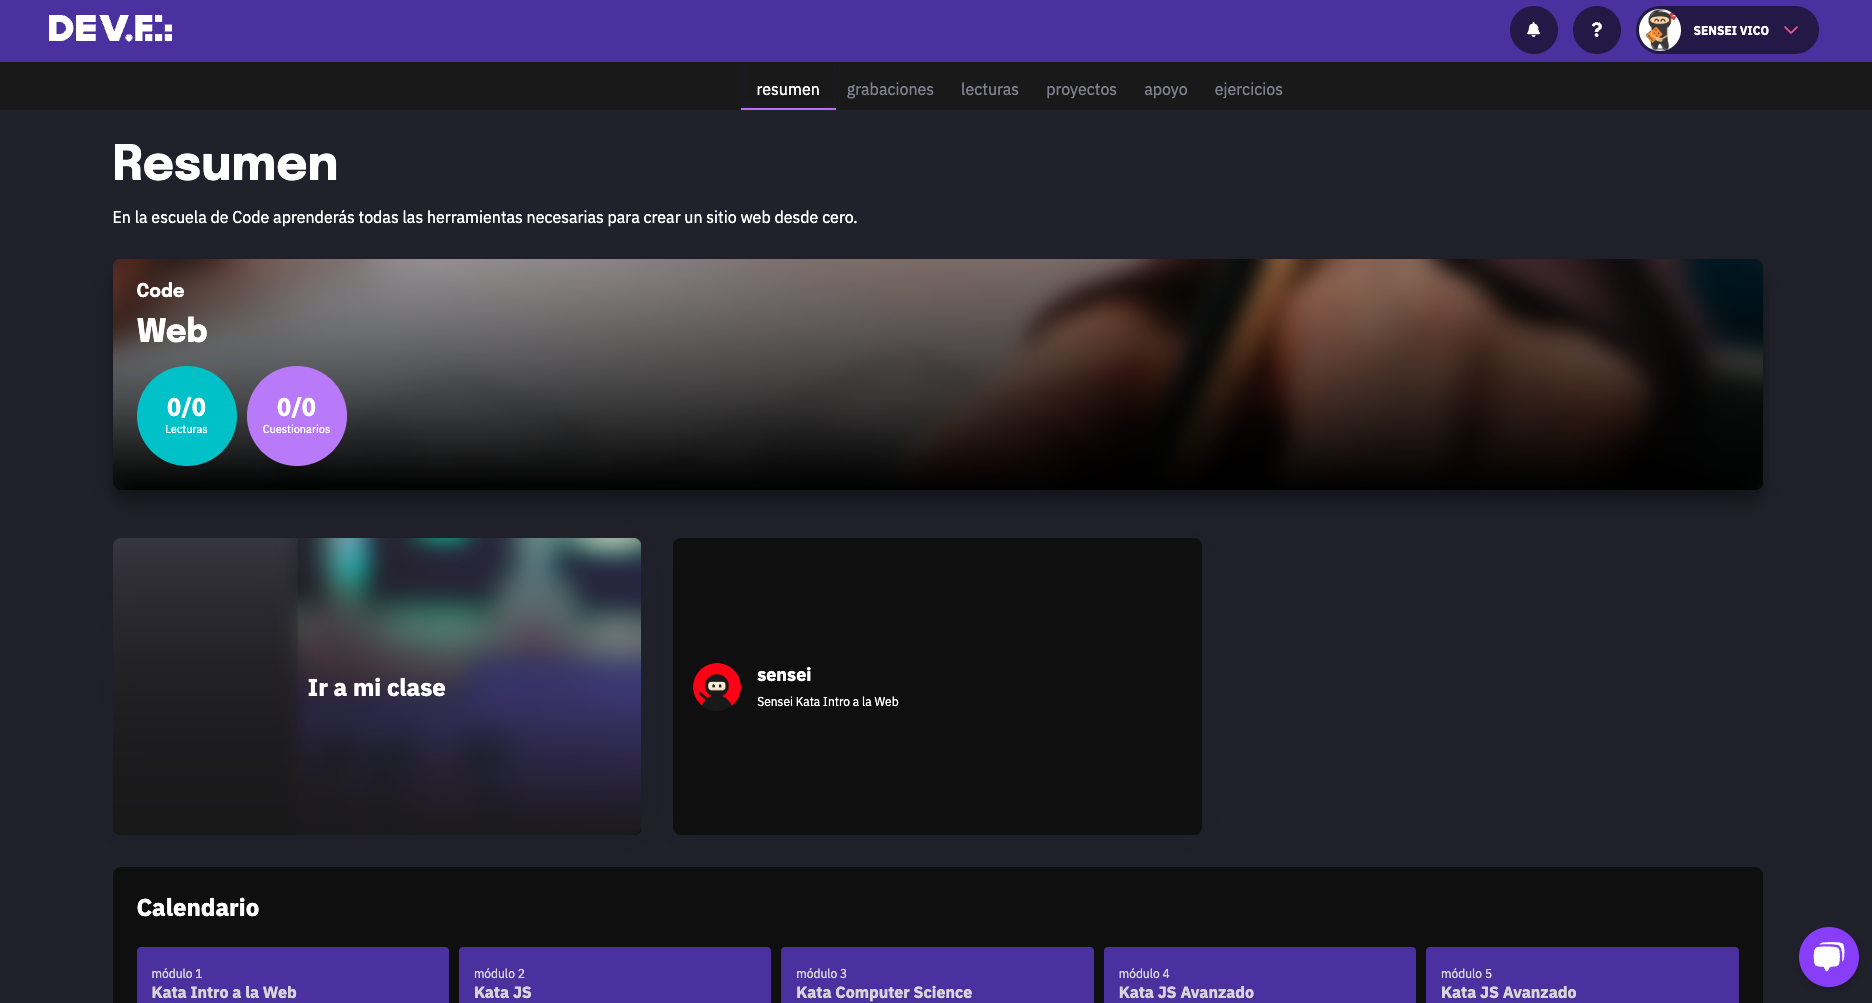 DEV.F.:
?
SENSEI VICO
resumen
grabaciones
lecturas
proyectos
apoyo
ejercicios
Resumen
En la escuela de Code aprenderás todas las herramientas necesarias para crear un sitio web desde cero.
Code
Web
0/0
Lecturas
0/0
Cuestionarios
Ir a mi clase
sensei
Sensei Kata Intro a la Web
Calendario
módulo 1
Kata Intro a la Web
módulo 2
Kata JS
módulo 3
Kata Computer Science
módulo 4
Kata JS Avanzado
módulo 5
Kata JS Avanzado